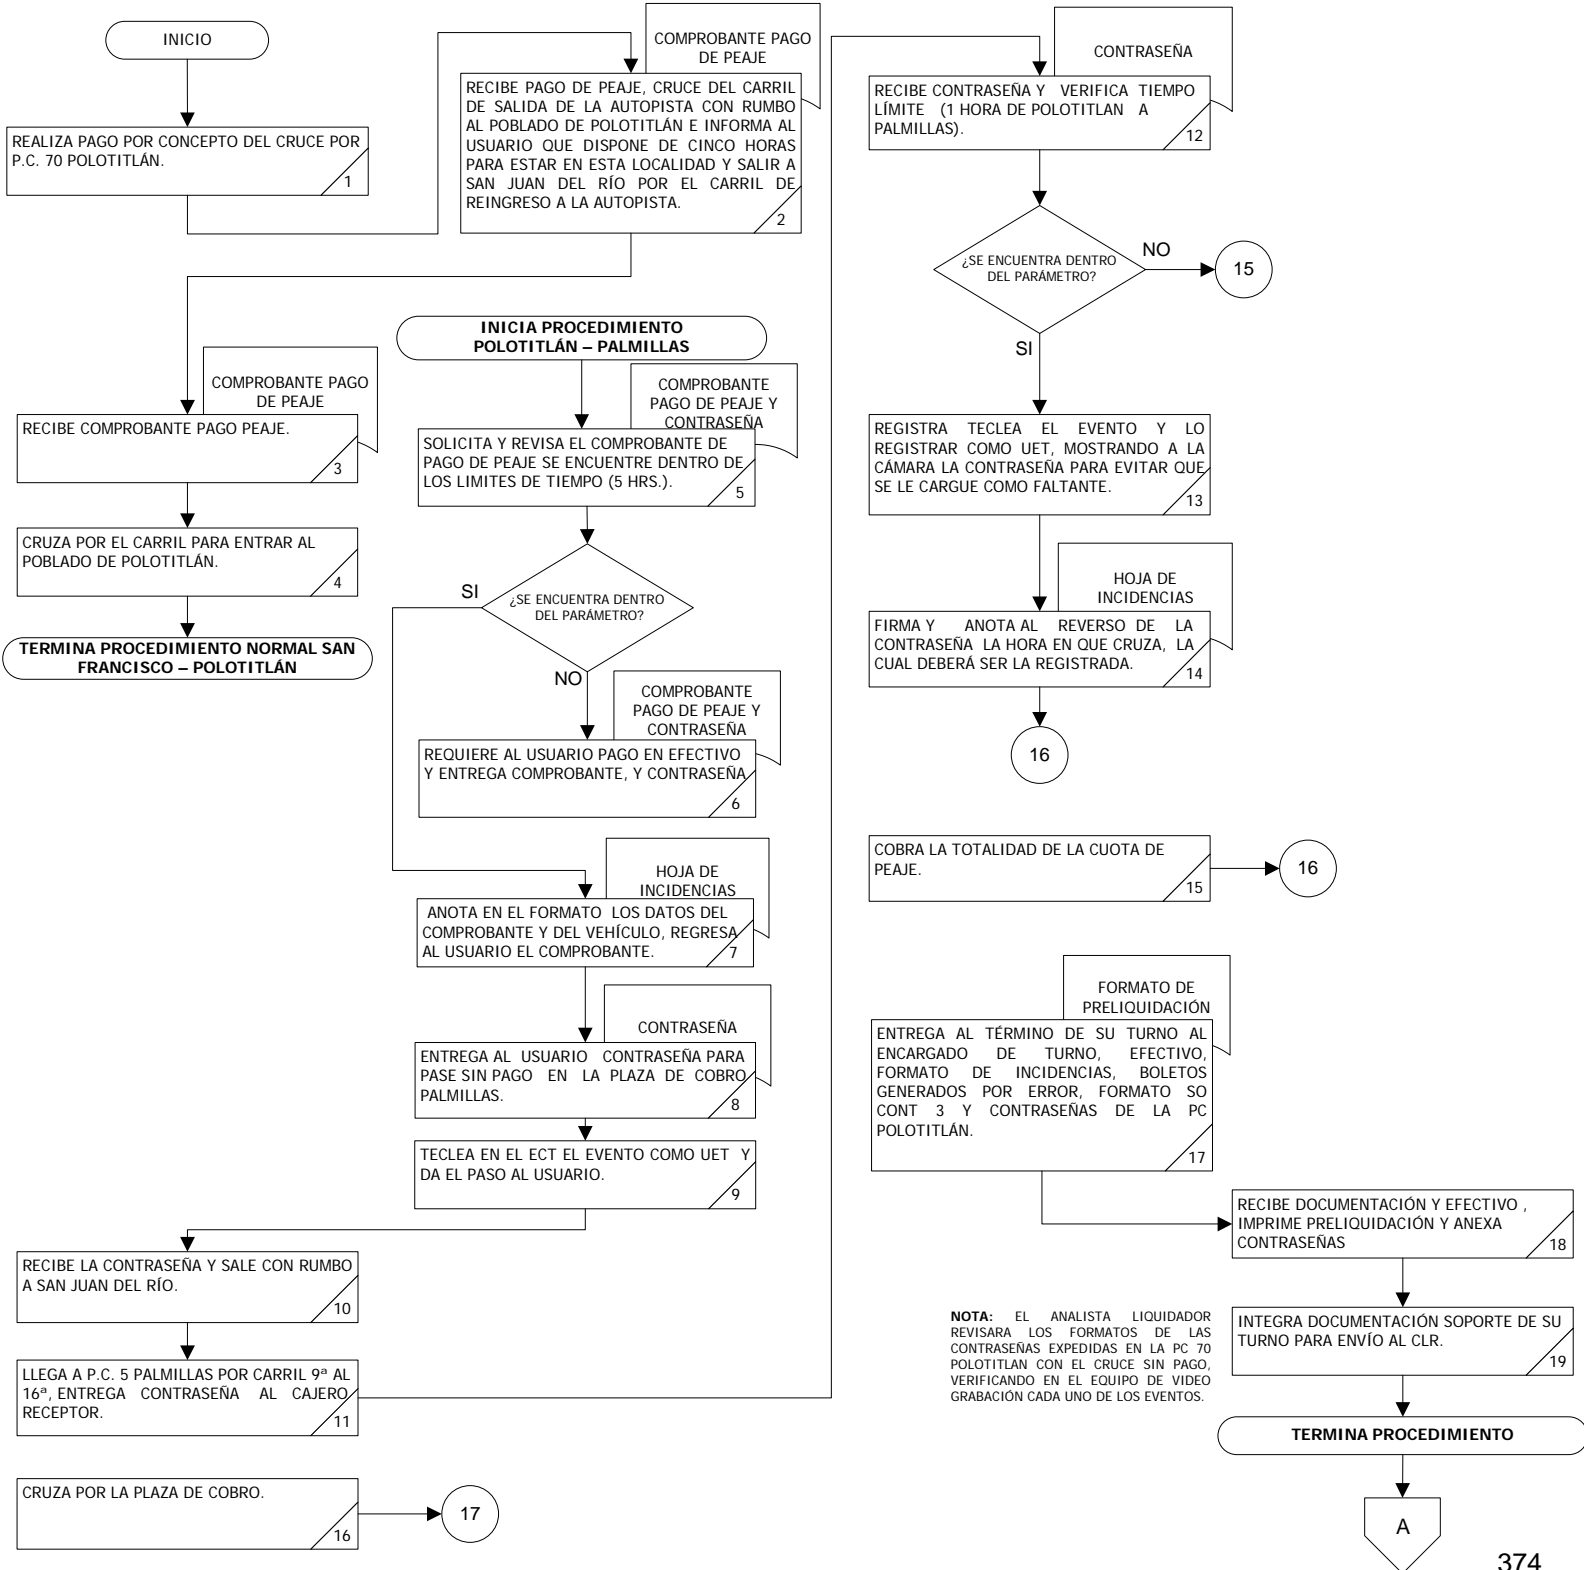 INICIO
REALIZA PAGO POR CONCEPTO DEL CRUCE POR
P.C. 70 POLOTITLÁN.
1
COMPROBANTE PAGO
DE PEAJE
RECIBE PAGO DE PEAJE, CRUCE DEL CARRIL
DE SALIDA DE LA AUTOPISTA CON RUMBO
AL POBLADO DE POLOTITLÁN E INFORMA AL
USUARIO QUE DISPONE DE CINCO HORAS
PARA ESTAR EN ESTA LOCALIDAD Y SALIR A
SAN JUAN DEL RÍO POR EL CARRIL DE
REINGRESO A LA AUTOPISTA.
2
COMPROBANTE PAGO
DE PEAJE
RECIBE COMPROBANTE PAGO PEAJE.
3
CRUZA POR EL CARRIL PARA ENTRAR AL
POBLADO DE POLOTITLÁN.
4
TERMINA PROCEDIMIENTO NORMAL SAN
FRANCISCO – POLOTITLÁN
INICIA PROCEDIMIENTO
POLOTITLÁN – PALMILLAS
COMPROBANTE
PAGO DE PEAJE Y
CONTRASEÑA
SOLICITA Y REVISA EL COMPROBANTE DE
PAGO DE PEAJE SE ENCUENTRE DENTRO DE
LOS LIMITES DE TIEMPO (5 HRS.).
5
¿SE ENCUENTRA DENTRO
DEL PARÁMETRO?
SI
NO
COMPROBANTE
PAGO DE PEAJE Y
CONTRASEÑA
REQUIERE AL USUARIO PAGO EN EFECTIVO
Y ENTREGA COMPROBANTE, Y CONTRASEÑA
6
HOJA DE
INCIDENCIAS
ANOTA EN EL FORMATO LOS DATOS DEL
COMPROBANTE Y DEL VEHÍCULO, REGRESA
AL USUARIO EL COMPROBANTE.
7
CONTRASEÑA
ENTREGA AL USUARIO CONTRASEÑA PARA
PASE SIN PAGO EN LA PLAZA DE COBRO
PALMILLAS.
8
TECLEA EN EL ECT EL EVENTO COMO UET Y
DA EL PASO AL USUARIO.
9
RECIBE LA CONTRASEÑA Y SALE CON RUMBO
A SAN JUAN DEL RÍO.
10
LLEGA A P.C. 5 PALMILLAS POR CARRIL 9ª AL
16ª, ENTREGA CONTRASEÑA AL CAJERO
RECEPTOR.
11
CONTRASEÑA
RECIBE CONTRASEÑA Y VERIFICA TIEMPO
LÍMITE (1 HORA DE POLOTITLAN A
PALMILLAS).
12
¿SE ENCUENTRA DENTRO
DEL PARÁMETRO?
NO
15
SI
REGISTRA TECLEA EL EVENTO Y LO
REGISTRAR COMO UET, MOSTRANDO A LA
CÁMARA LA CONTRASEÑA PARA EVITAR QUE
SE LE CARGUE COMO FALTANTE.
13
HOJA DE
INCIDENCIAS
FIRMA Y ANOTA AL REVERSO DE LA
CONTRASEÑA LA HORA EN QUE CRUZA, LA
CUAL DEBERÁ SER LA REGISTRADA.
14
16
COBRA LA TOTALIDAD DE LA CUOTA DE
PEAJE.
15
16
CRUZA POR LA PLAZA DE COBRO.
16
17
FORMATO DE
PRELIQUIDACIÓN
ENTREGA AL TÉRMINO DE SU TURNO AL
ENCARGADO DE TURNO, EFECTIVO,
FORMATO DE INCIDENCIAS, BOLETOS
GENERADOS POR ERROR, FORMATO SO
CONT 3 Y CONTRASEÑAS DE LA PC
POLOTITLÁN.
17
RECIBE DOCUMENTACIÓN Y EFECTIVO ,
IMPRIME PRELIQUIDACIÓN Y ANEXA
CONTRASEÑAS
18
INTEGRA DOCUMENTACIÓN SOPORTE DE SU
TURNO PARA ENVÍO AL CLR.
19
NOTA: EL ANALISTA LIQUIDADOR
REVISARA LOS FORMATOS DE LAS
CONTRASEÑAS EXPEDIDAS EN LA PC 70
POLOTITLAN CON EL CRUCE SIN PAGO,
VERIFICANDO EN EL EQUIPO DE VIDEO
GRABACIÓN CADA UNO DE LOS EVENTOS.
TERMINA PROCEDIMIENTO
A
374